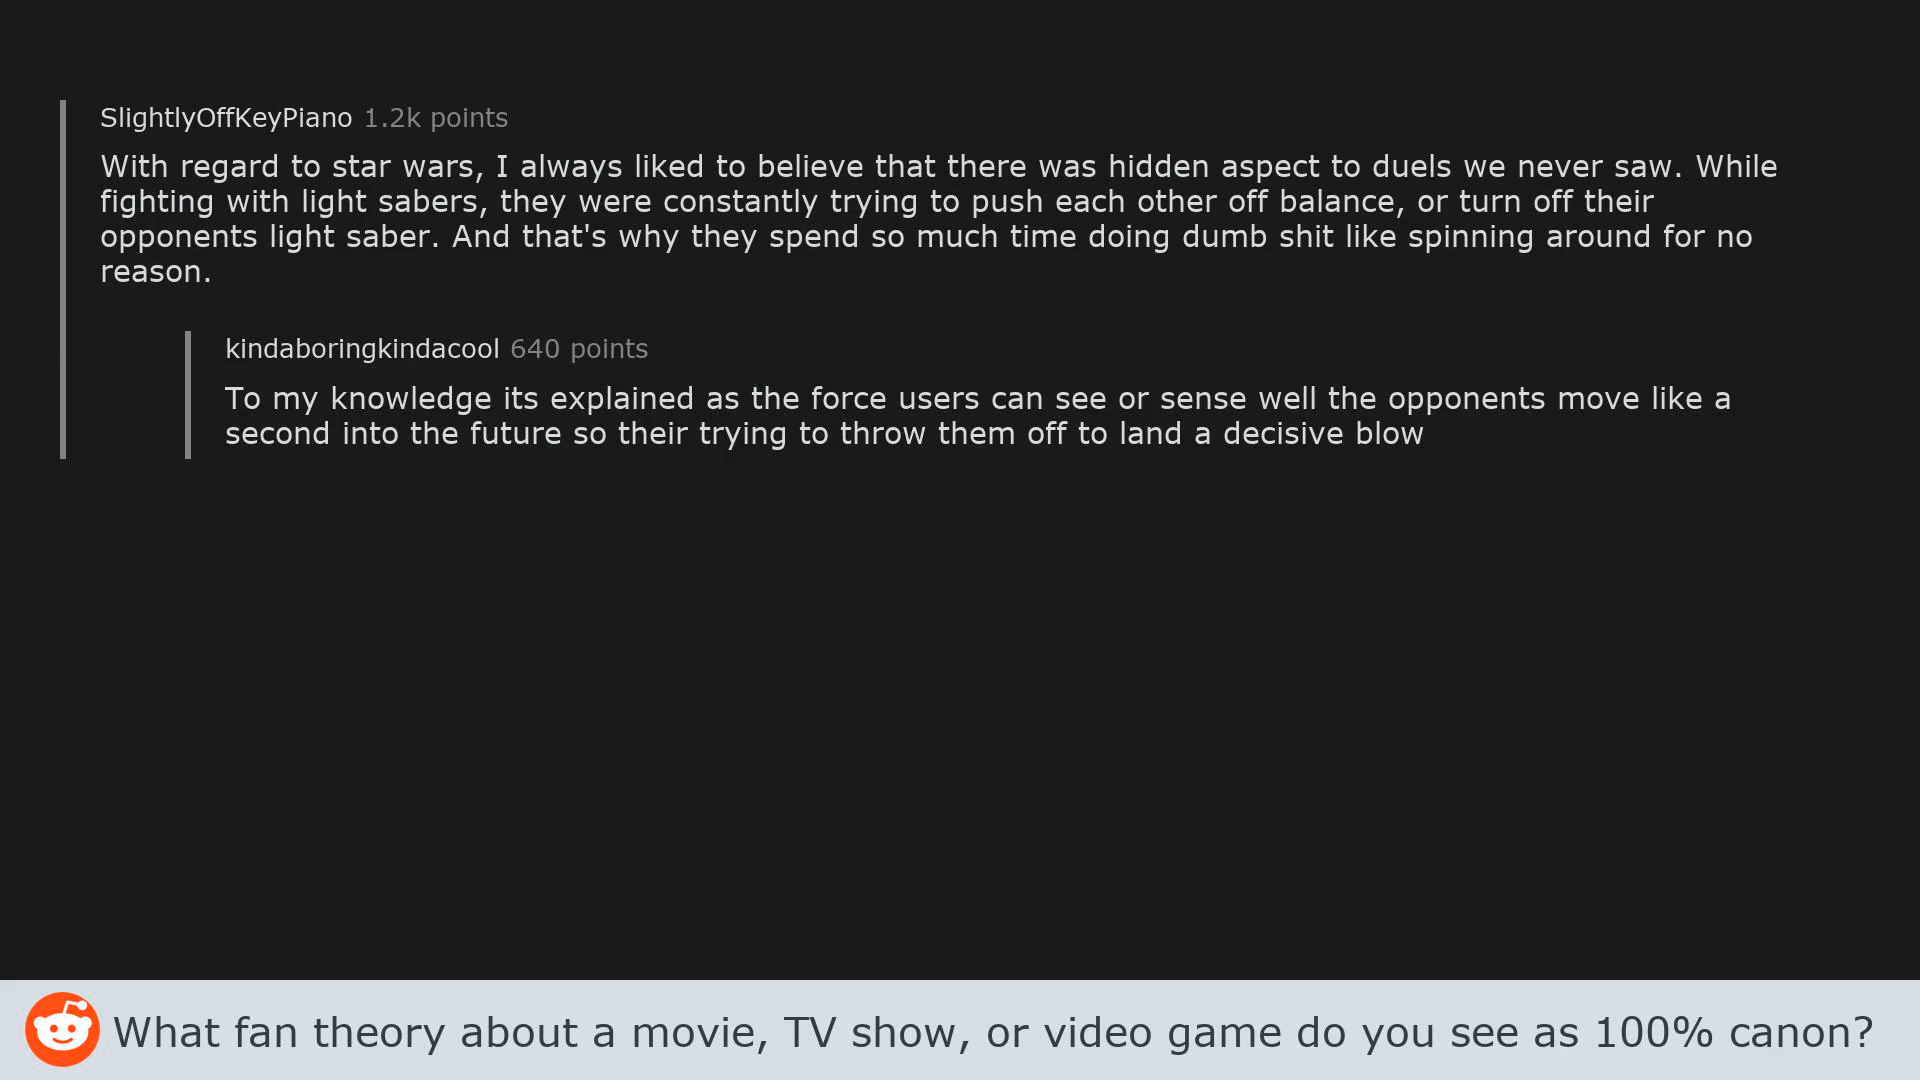 SlightlyOffKeyPiano 1.2k points
With regard to star wars, I always liked to believe that there was hidden aspect to duels we never saw. While
fighting with light sabers, they were constantly trying to push each other off balance, or turn off their
opponents light saber. And that's why they spend so much time doing dumb shit like spinning around for no
reason.
kindaboringkindacool 640 points
To my knowledge its explained as the force users can see or sense well the opponents move like a
second into the future so their trying to throw them off to land a decisive blow
What fan theory about a movie, TV show, or video game do you see as 100% canon?